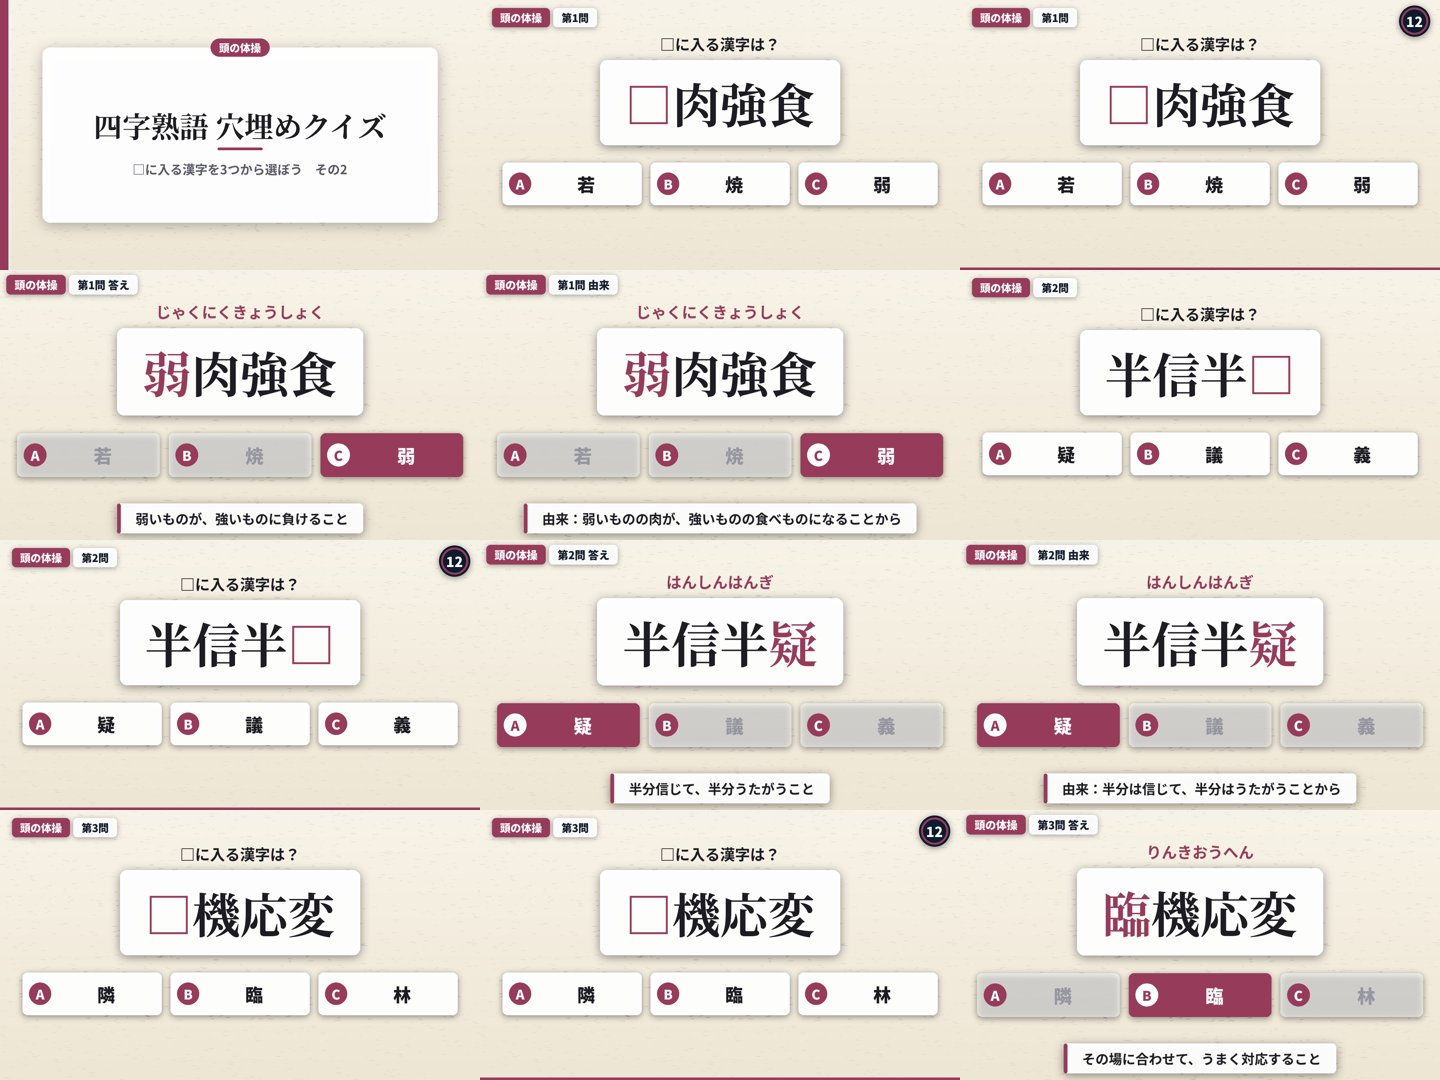 頭の体操
四字熟語 穴埋めクイズ
□に入る漢字を3つから選ぼう その2
頭の体操 第1問
□に入る漢字は？
□肉強食
A 若 B 焼 C 弱
頭の体操 第1問 12
□に入る漢字は？
□肉強食
A 若 B 焼 C 弱
頭の体操 第1問 答え
じゃくにくきょうしょく
弱肉強食
A 若 B 焼 C 弱
弱いものが、強いものに負けること
頭の体操 第1問 由来
じゃくにくきょうしょく
弱肉強食
A 若 B 焼 C 弱
由来：弱いものの肉が、強いものの食べものになることから
頭の体操 第2問
□に入る漢字は？
半信半□
A 疑 B 議 C 義
頭の体操 第2問 12
□に入る漢字は？
半信半□
A 疑 B 議 C 義
頭の体操 第2問 答え
はんしんはんぎ
半信半疑
A 疑 B 議 C 義
半分信じて、半分うたがうこと
頭の体操 第2問 由来
はんしんはんぎ
半信半疑
A 疑 B 議 C 義
由来：半分は信じて、半分はうたがうことから
頭の体操 第3問
□に入る漢字は？
□機応変
A 隣 B 臨 C 林
頭の体操 第3問 12
□に入る漢字は？
□機応変
A 隣 B 臨 C 林
頭の体操 第3問 答え
りんきおうへん
臨機応変
A 隣 B 臨 C 林
その場に合わせて、うまく対応すること